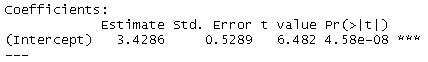 Coefficients:
Estimate Std. Error t value Pr(>|t|)
(Intercept) 3.4286 0.5289 6.482 4.58e-08 ***
---